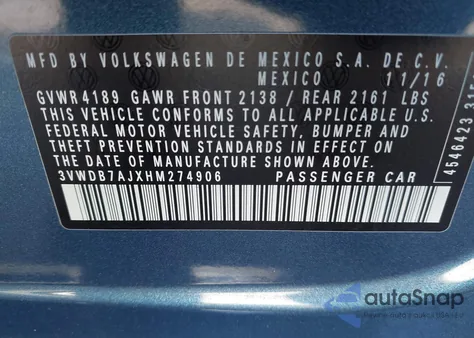 MFD BY VOLKSWAGEN DE MEXICO S.A. DE C.V.
MEXICO 11/16
GVWR4189 GAWR FRONT 2138 / REAR 2161 LBS
THIS VEHICLE CONFORMS TO ALL APPLICABLE U.S.
FEDERAL MOTOR VEHICLE SAFETY, BUMPER AND
THEFT PREVENTION STANDARDS IN EFFECT ON
THE DATE OF MANUFACTURE SHOWN ABOVE.
3VWDB7AJXHM274906 PASSENGER CAR
4546423
autoSnap